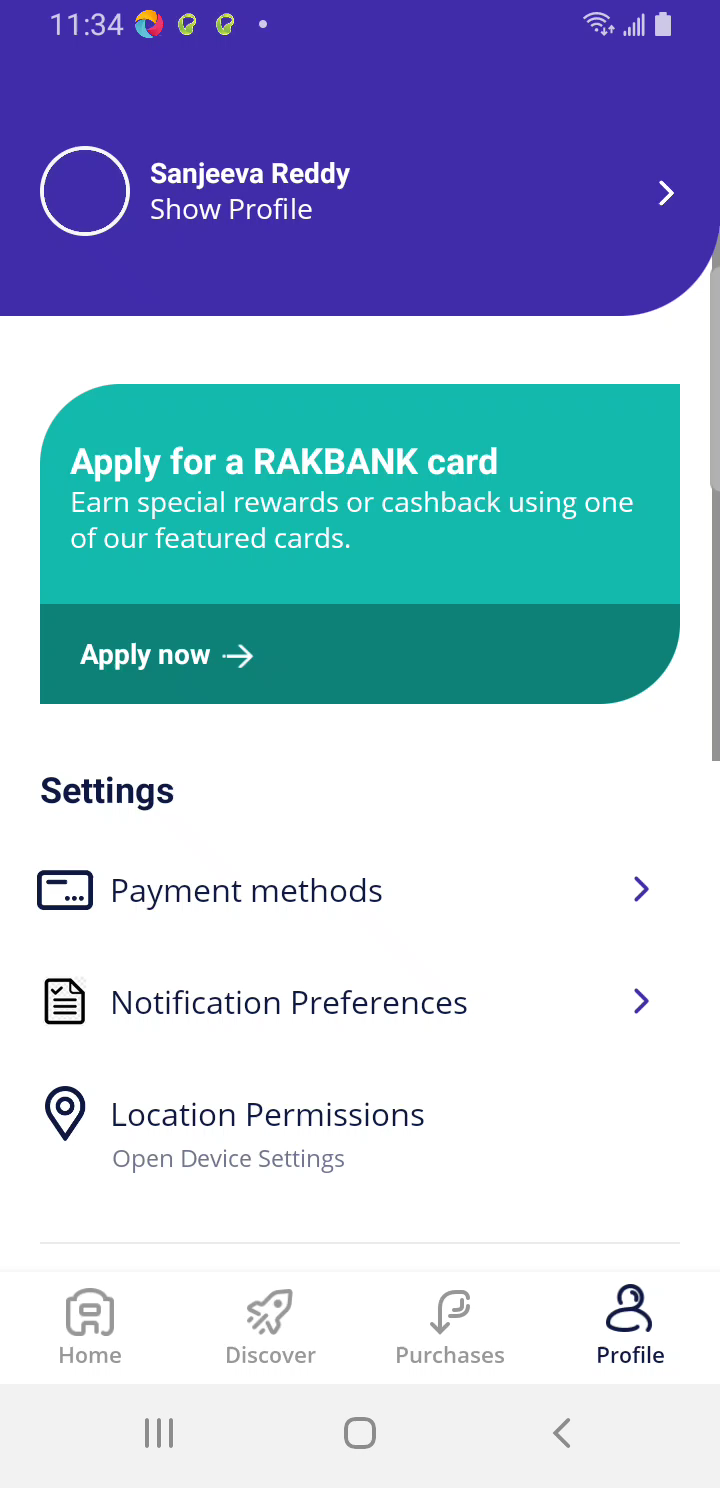 11:34
Sanjeeva Reddy
Show Profile
Apply for a RAKBANK card
Earn special rewards or cashback using one
of our featured cards.
Apply now
Settings
Payment methods
Notification Preferences
Location Permissions
Open Device Settings
Home Discover Purchases Profile